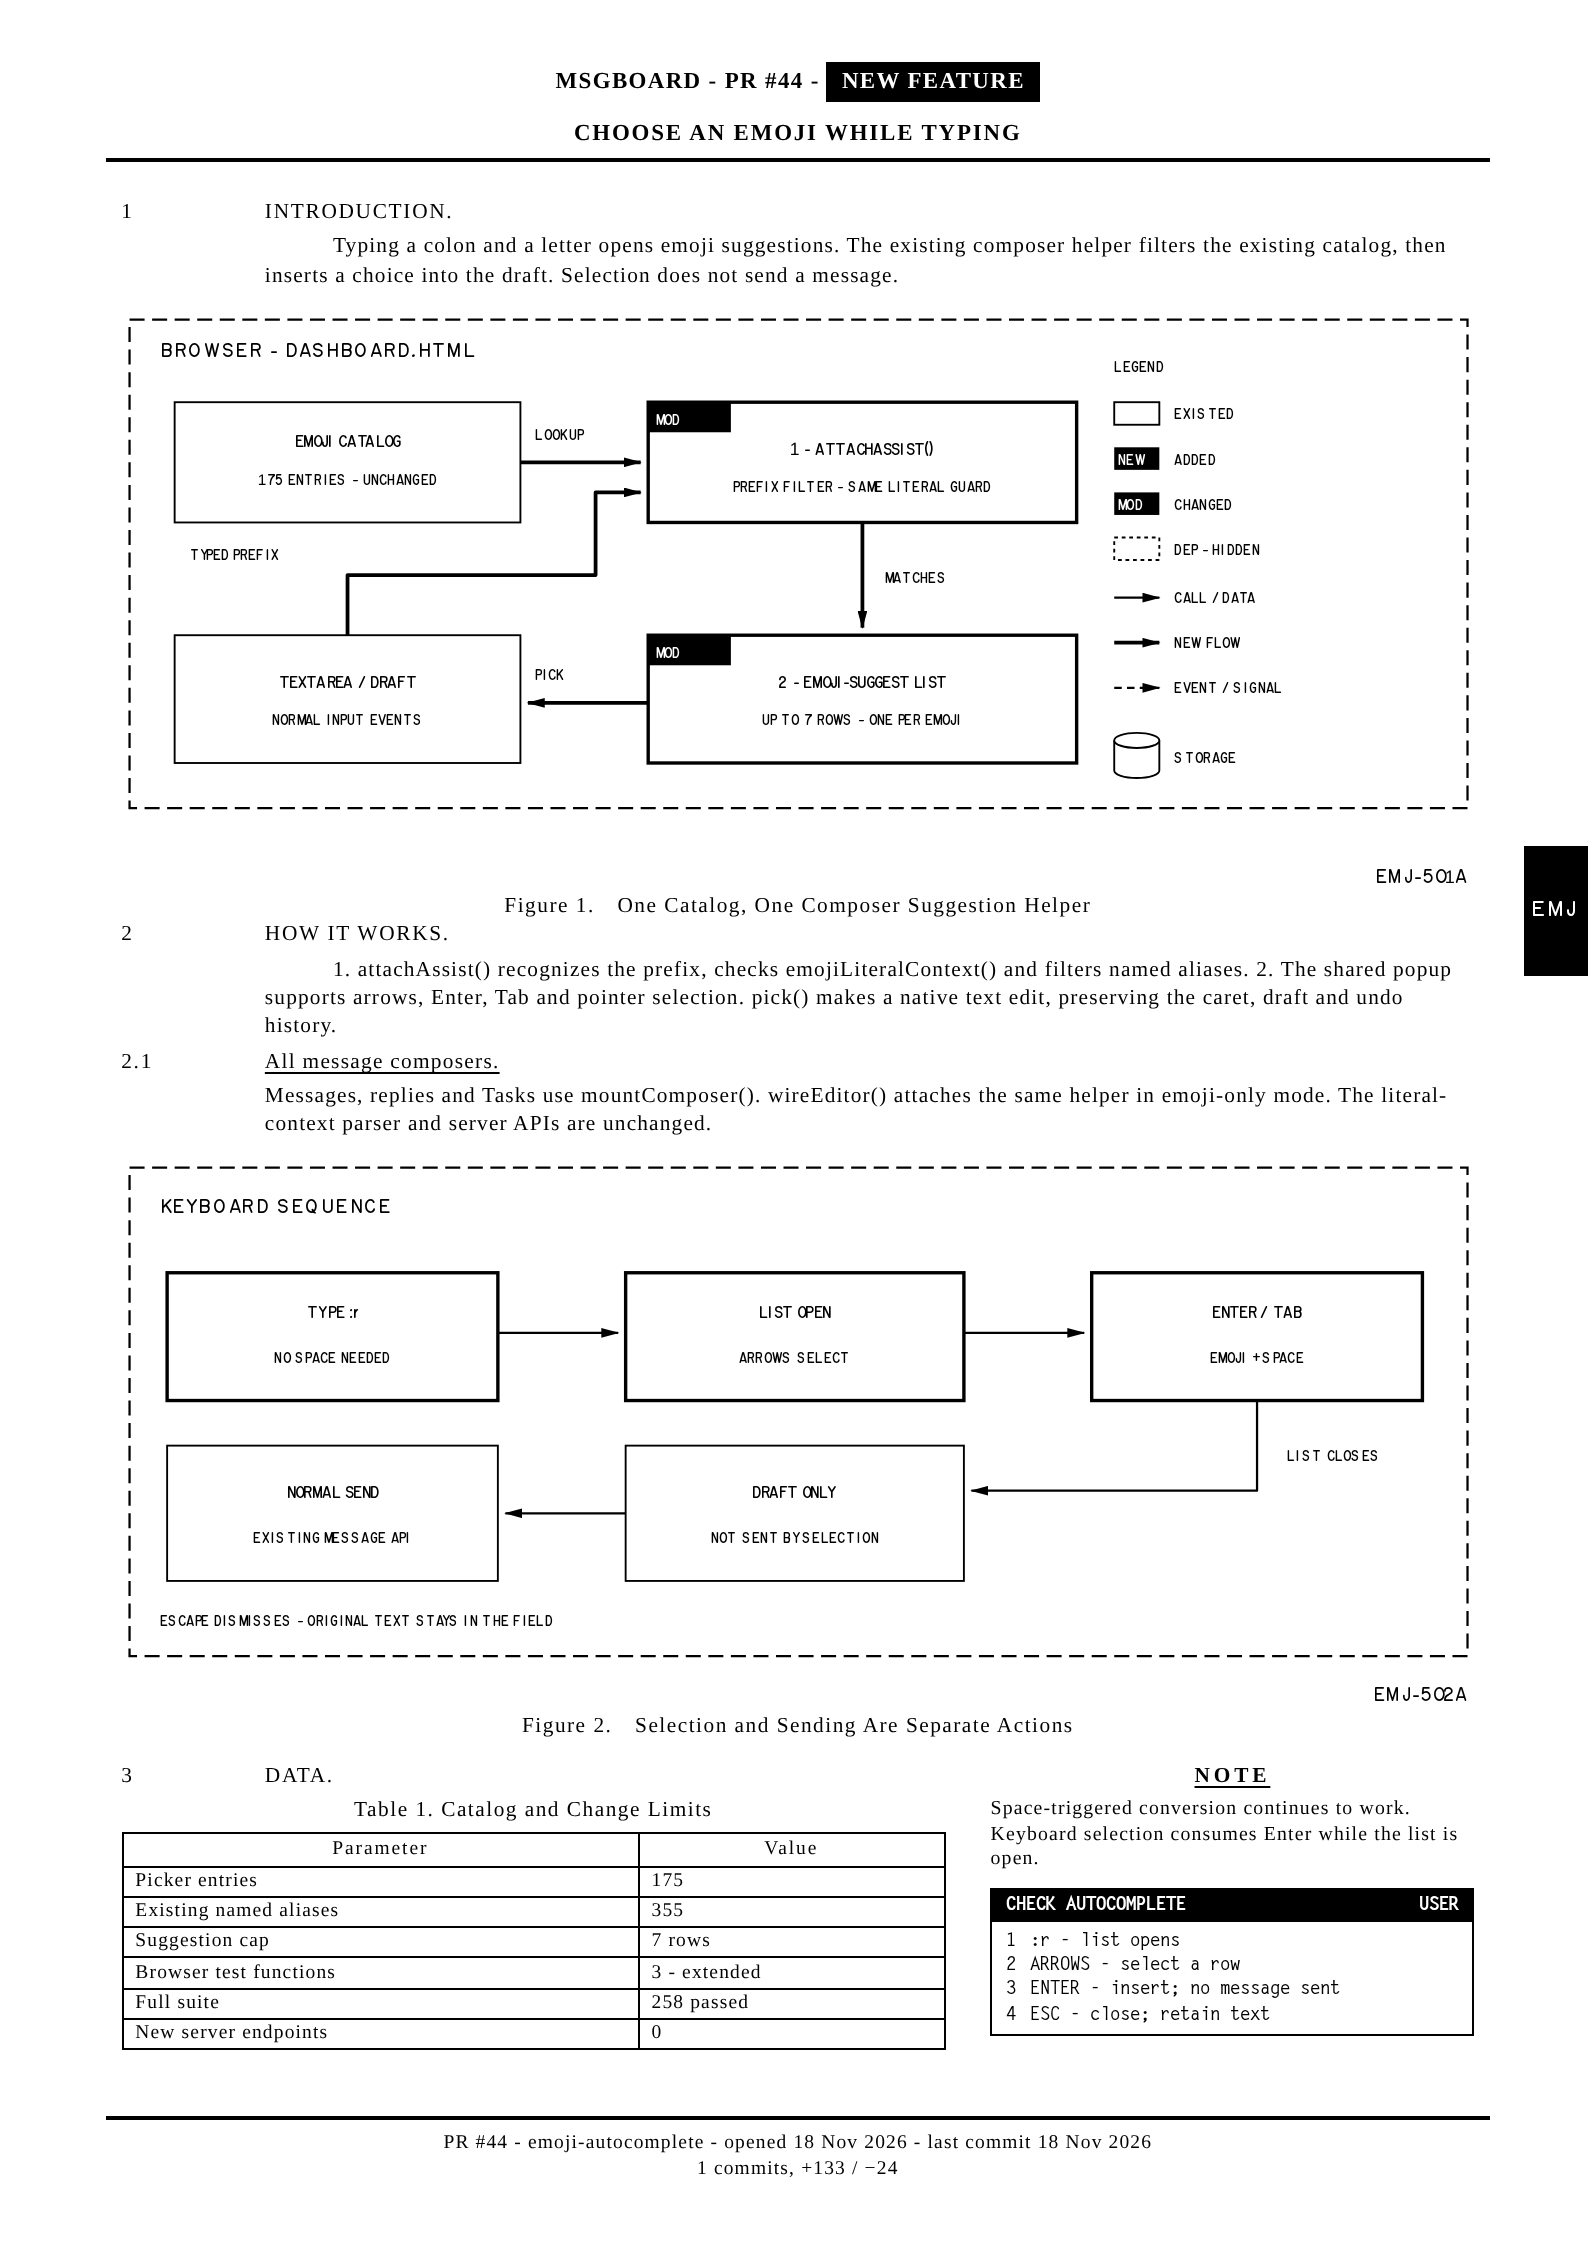 MSGBOARD - PR #44 - NEW FEATURE
CHOOSE AN EMOJI WHILE TYPING
1 INTRODUCTION.
Typing a colon and a letter opens emoji suggestions. The existing composer helper filters the existing catalog, then
inserts a choice into the draft. Selection does not send a message.
BROWSER - DASHBOARD.HTML
LEGEND
EMOJI CATALOG
175 ENTRIES - UNCHANGED
LOOKUP
MOD
1 - ATTACHASSIST()
PREFIX FILTER - SAME LITERAL GUARD
EXISTED
NEW ADDED
MOD CHANGED
DEP - HIDDEN
CALL / DATA
NEW FLOW
EVENT / SIGNAL
STORAGE
TYPED PREFIX
MATCHES
TEXTAREA / DRAFT
NORMAL INPUT EVENTS
PICK
MOD
2 - EMOJI-SUGGEST LIST
UP TO 7 ROWS - ONE PER EMOJI
EMJ-501A
EMJ
Figure 1. One Catalog, One Composer Suggestion Helper
2 HOW IT WORKS.
1. attachAssist() recognizes the prefix, checks emojiLiteralContext() and filters named aliases. 2. The shared popup
supports arrows, Enter, Tab and pointer selection. pick() makes a native text edit, preserving the caret, draft and undo
history.
2.1 All message composers.
Messages, replies and Tasks use mountComposer(). wireEditor() attaches the same helper in emoji-only mode. The literal-
context parser and server APIs are unchanged.
KEYBOARD SEQUENCE
TYPE :r
NO SPACE NEEDED
LIST OPEN
ARROWS SELECT
ENTER / TAB
EMOJI + SPACE
LIST CLOSES
NORMAL SEND
EXISTING MESSAGE API
DRAFT ONLY
NOT SENT BY SELECTION
ESCAPE DISMISSES - ORIGINAL TEXT STAYS IN THE FIELD
EMJ-502A
Figure 2. Selection and Sending Are Separate Actions
3 DATA.
Table 1. Catalog and Change Limits
Parameter Value
Picker entries 175
Existing named aliases 355
Suggestion cap 7 rows
Browser test functions 3 - extended
Full suite 258 passed
New server endpoints 0
NOTE
Space-triggered conversion continues to work.
Keyboard selection consumes Enter while the list is
open.
CHECK AUTOCOMPLETE USER
1 :r - list opens
2 ARROWS - select a row
3 ENTER - insert; no message sent
4 ESC - close; retain text
PR #44 - emoji-autocomplete - opened 18 Nov 2026 - last commit 18 Nov 2026
1 commits, +133 / −24